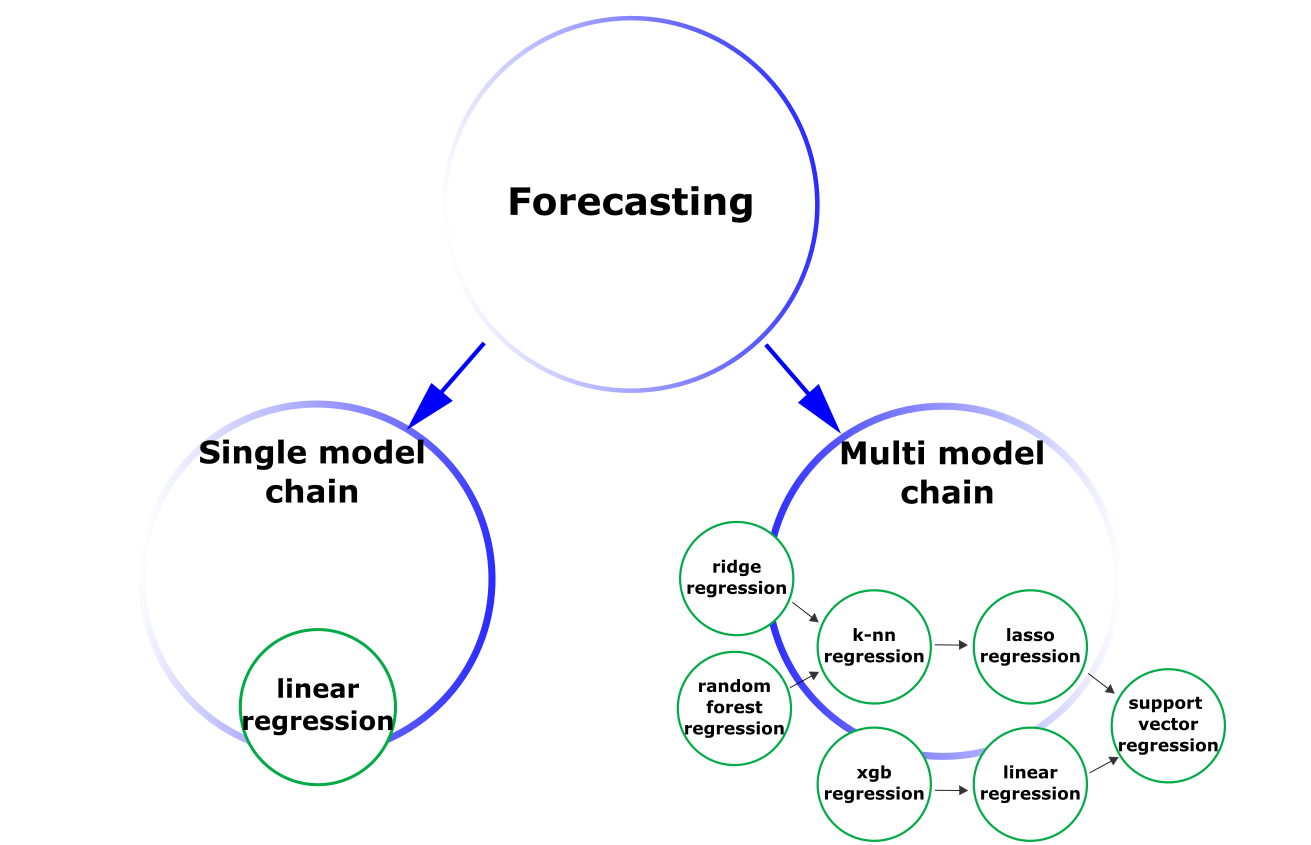 Forecasting
Single model
chain
linear
regression
Multi model
chain
ridge
regression
random
forest
regression
k-nn
regression
lasso
regression
xgb
regression
linear
regression
support
vector
regression